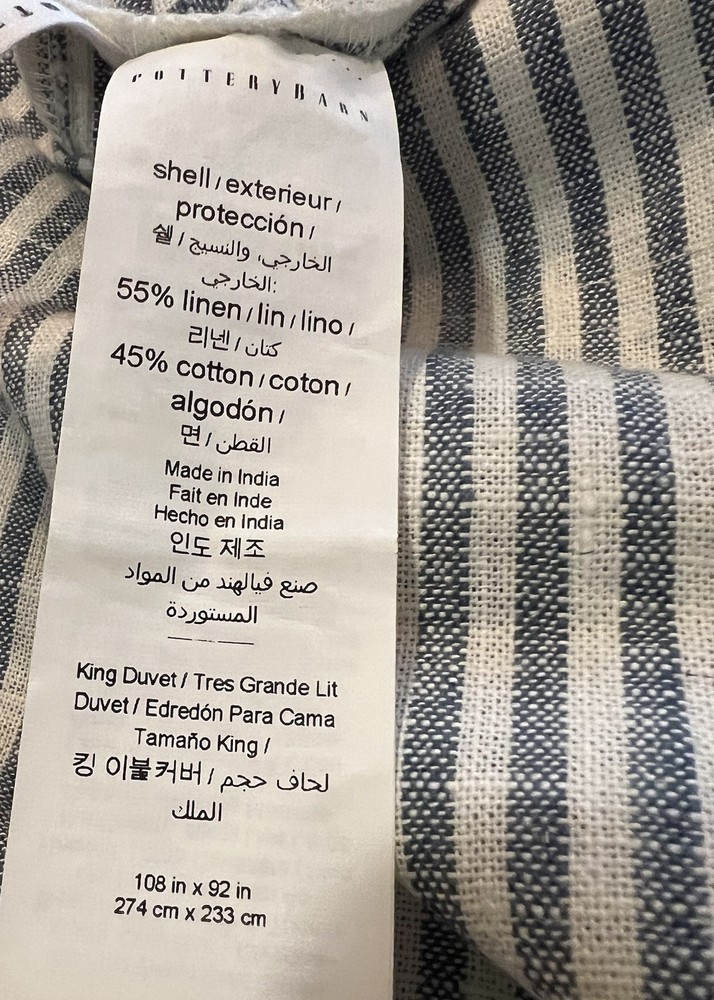 POTTERYBARN
shell / exterieur /
protección /
쉘 / الخارجي، والنسيج
الخارجي:
55% linen / lin / lino /
리넨 / كتان
45% cotton / coton /
algodón /
면 / القطن
Made in India
Fait en Inde
Hecho en India
인도 제조
صنع فيالهند من المواد
المستوردة
King Duvet / Tres Grande Lit
Duvet / Edredón Para Cama
Tamaño King /
킹 이불커버 / لحاف حجم
الملك
108 in x 92 in
274 cm x 233 cm